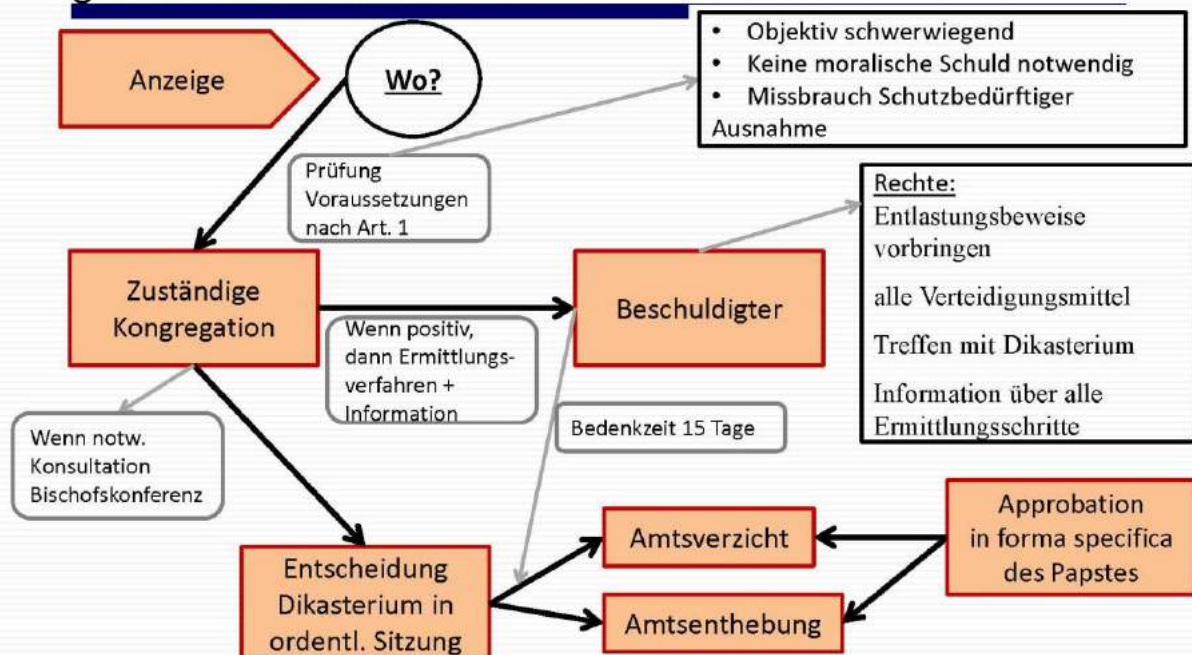 Anzeige
Wo?
• Objektiv schwerwiegend
• Keine moralische Schuld notwendig
• Missbrauch Schutzbedürftiger
Ausnahme
Prüfung
Voraussetzungen
nach Art. 1
Rechte:
Entlastungsbeweise
vorbringen
alle Verteidigungsmittel
Treffen mit Dikasterium
Information über alle
Ermittlungsschritte
Zuständige
Kongregation
Wenn positiv,
dann Ermittlungs-
verfahren +
Information
Beschuldigter
Bedenkzeit 15 Tage
Wenn notw.
Konsultation
Bischofskonferenz
Entscheidung
Dikasterium in
ordentl. Sitzung
Amtsverzicht
Amtsenthebung
Approbation
in forma specifica
des Papstes